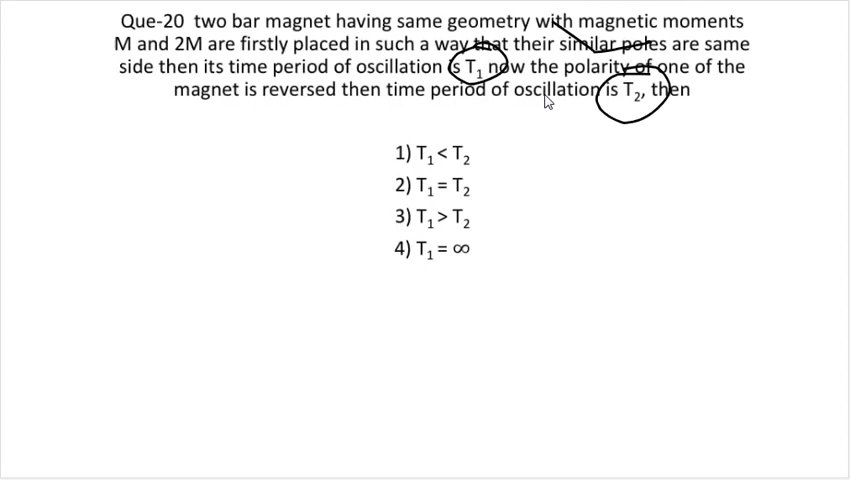 Que-20 two bar magnet having same geometry with magnetic moments
M and 2M are firstly placed in such a way that their similar poles are same
side then its time period of oscillation is T₁ now the polarity of one of the
magnet is reversed then time period of oscillation is T₂, then
1) T₁ < T₂
2) T₁ = T₂
3) T₁ > T₂
4) T₁ = ∞